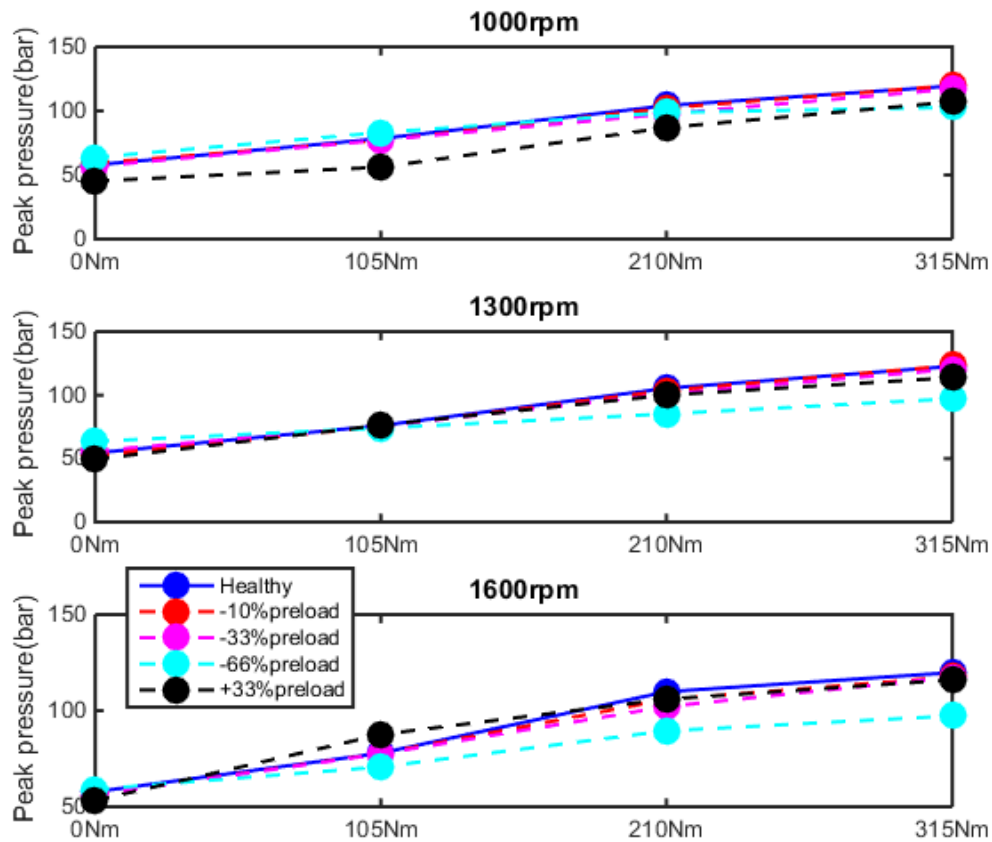 1000rpm
Peak pressure(bar)
150
100
50
0
0Nm 105Nm 210Nm 315Nm
1300rpm
Peak pressure(bar)
150
100
50
0
0Nm 105Nm 210Nm 315Nm
1600rpm
Peak pressure(bar)
150
100
50
0Nm 105Nm 210Nm 315Nm
Healthy
-10%preload
-33%preload
-66%preload
+33%preload